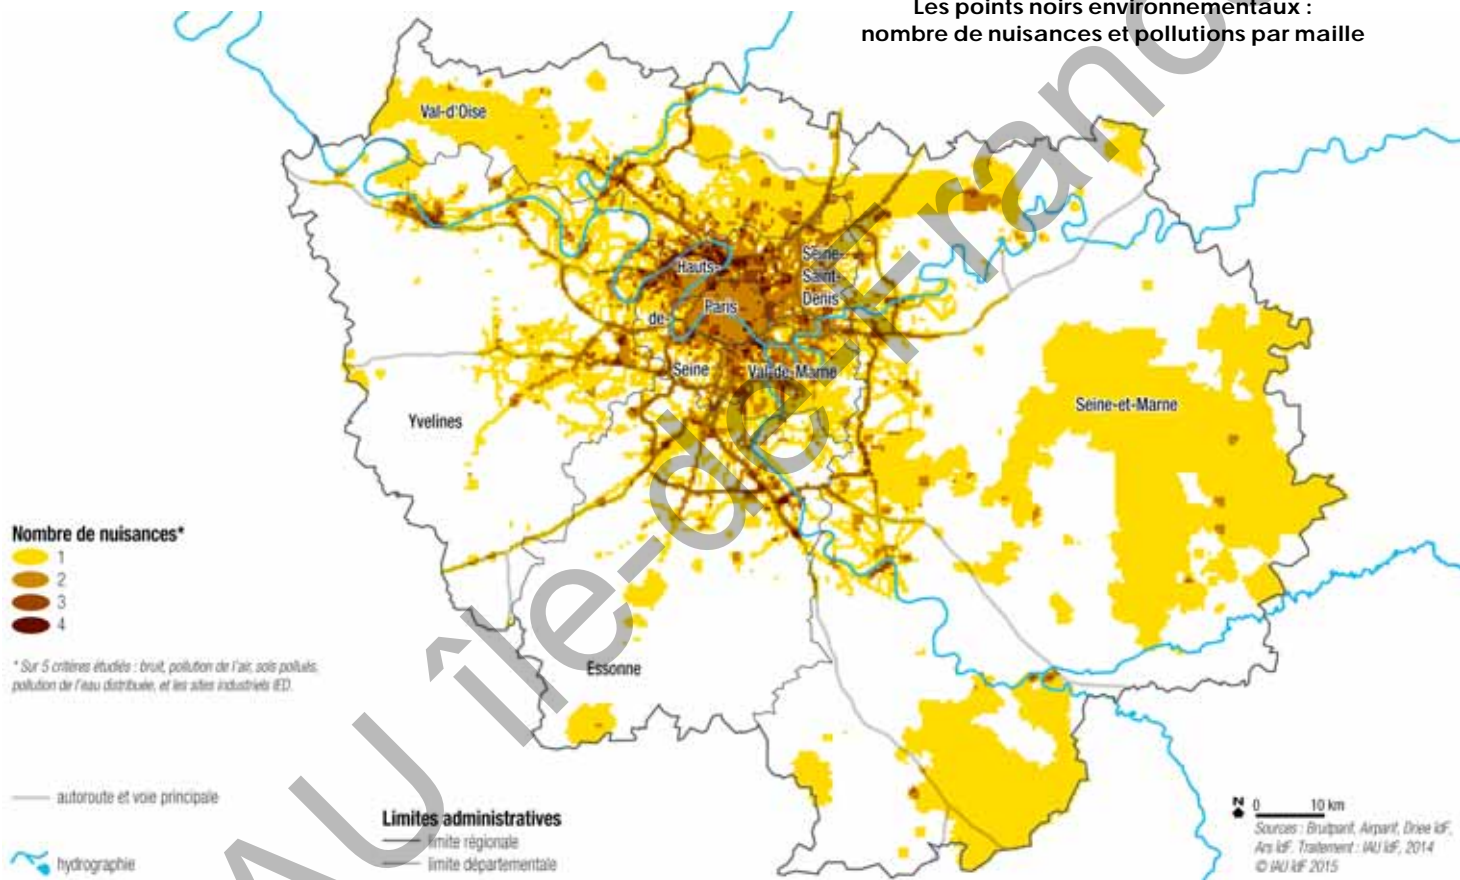 Les points noirs environnementaux :
nombre de nuisances et pollutions par maille
Val-d'Oise
Hauts-
Seine-
Saint-
Denis
Paris
de-
Seine
Val-de-Marne
Yvelines
Seine-et-Marne
Essonne
Nombre de nuisances*
1
2
3
4
* Sur 5 critères étudiés : bruit, pollution de l'air, sols pollués,
pollution de l'eau distribuée, et les sites industriels IED.
autoroute et voie principale
hydrographie
Limites administratives
limite régionale
limite départementale
N
0 10 km
Sources : Bruitparif, Airparif, Driee IdF,
Ars IdF. Traitement : IAU IdF, 2014
© IAU IdF 2015
AU île-de-Franc